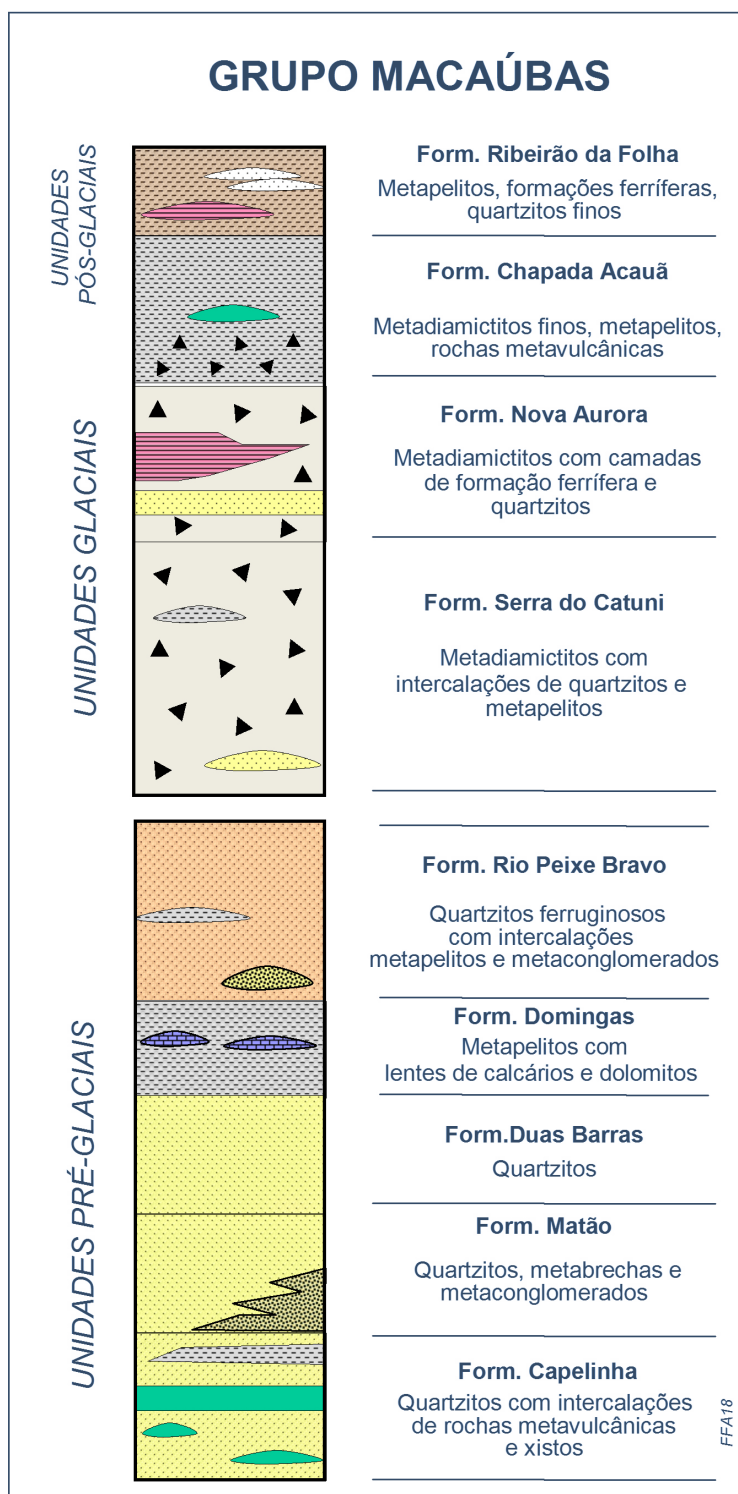 GRUPO MACAÚBAS
UNIDADES
PÓS-GLACIAIS
Form. Ribeirão da Folha
Metapelitos, formações ferríferas,
quartzitos finos
Form. Chapada Acauã
Metadiamictitos finos, metapelitos,
rochas metavulcânicas
UNIDADES GLACIAIS
Form. Nova Aurora
Metadiamictitos com camadas
de formação ferrífera e
quartzitos
Form. Serra do Catuni
Metadiamictitos com
intercalações de quartzitos e
metapelitos
UNIDADES PRÉ-GLACIAIS
Form. Rio Peixe Bravo
Quartzitos ferruginosos
com intercalações
metapelitos e metaconglomerados
Form. Domingas
Metapelitos com
lentes de calcários e dolomitos
Form.Duas Barras
Quartzitos
Form. Matão
Quartzitos, metabrechas e
metaconglomerados
Form. Capelinha
Quartzitos com intercalações
de rochas metavulcânicas
e xistos
FFA18